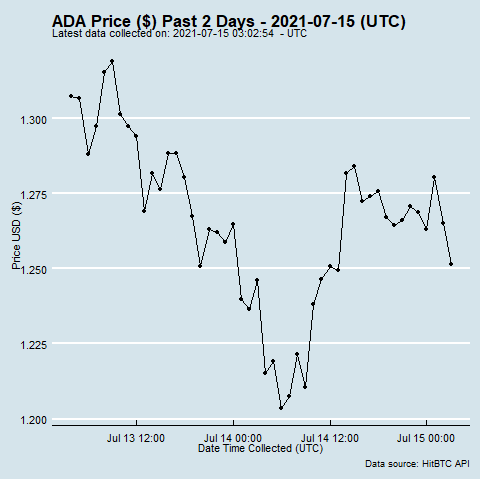 ADA Price ($) Past 2 Days - 2021-07-15 (UTC)
Latest data collected on: 2021-07-15 03:02:54 - UTC
1.300
1.275
1.250
1.225
1.200
Price USD ($)
Jul 13 12:00 Jul 14 00:00 Jul 14 12:00 Jul 15 00:00
Date Time Collected (UTC)
Data source: HitBTC API